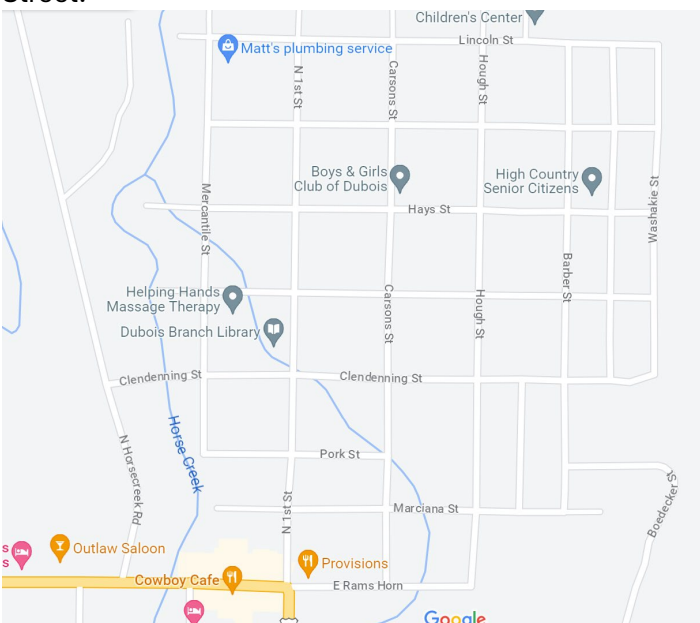 Street.
Children's Center
Lincoln St
Matt's plumbing service
N 1st St
Carsons St
Hough St
Boys & Girls
Club of Dubois
High Country
Senior Citizens
Mercantile St
Hays St
Washakie St
Barber St
Helping Hands
Massage Therapy
Carsons St
Hough St
Dubois Branch Library
Clendenning St
Clendenning St
Horse Creek
N Horsecreek Rd
Pork St
Boedecker St
N 1st St
Marciana St
s
s
Outlaw Saloon
Cowboy Cafe
Provisions
E Rams Horn
Google